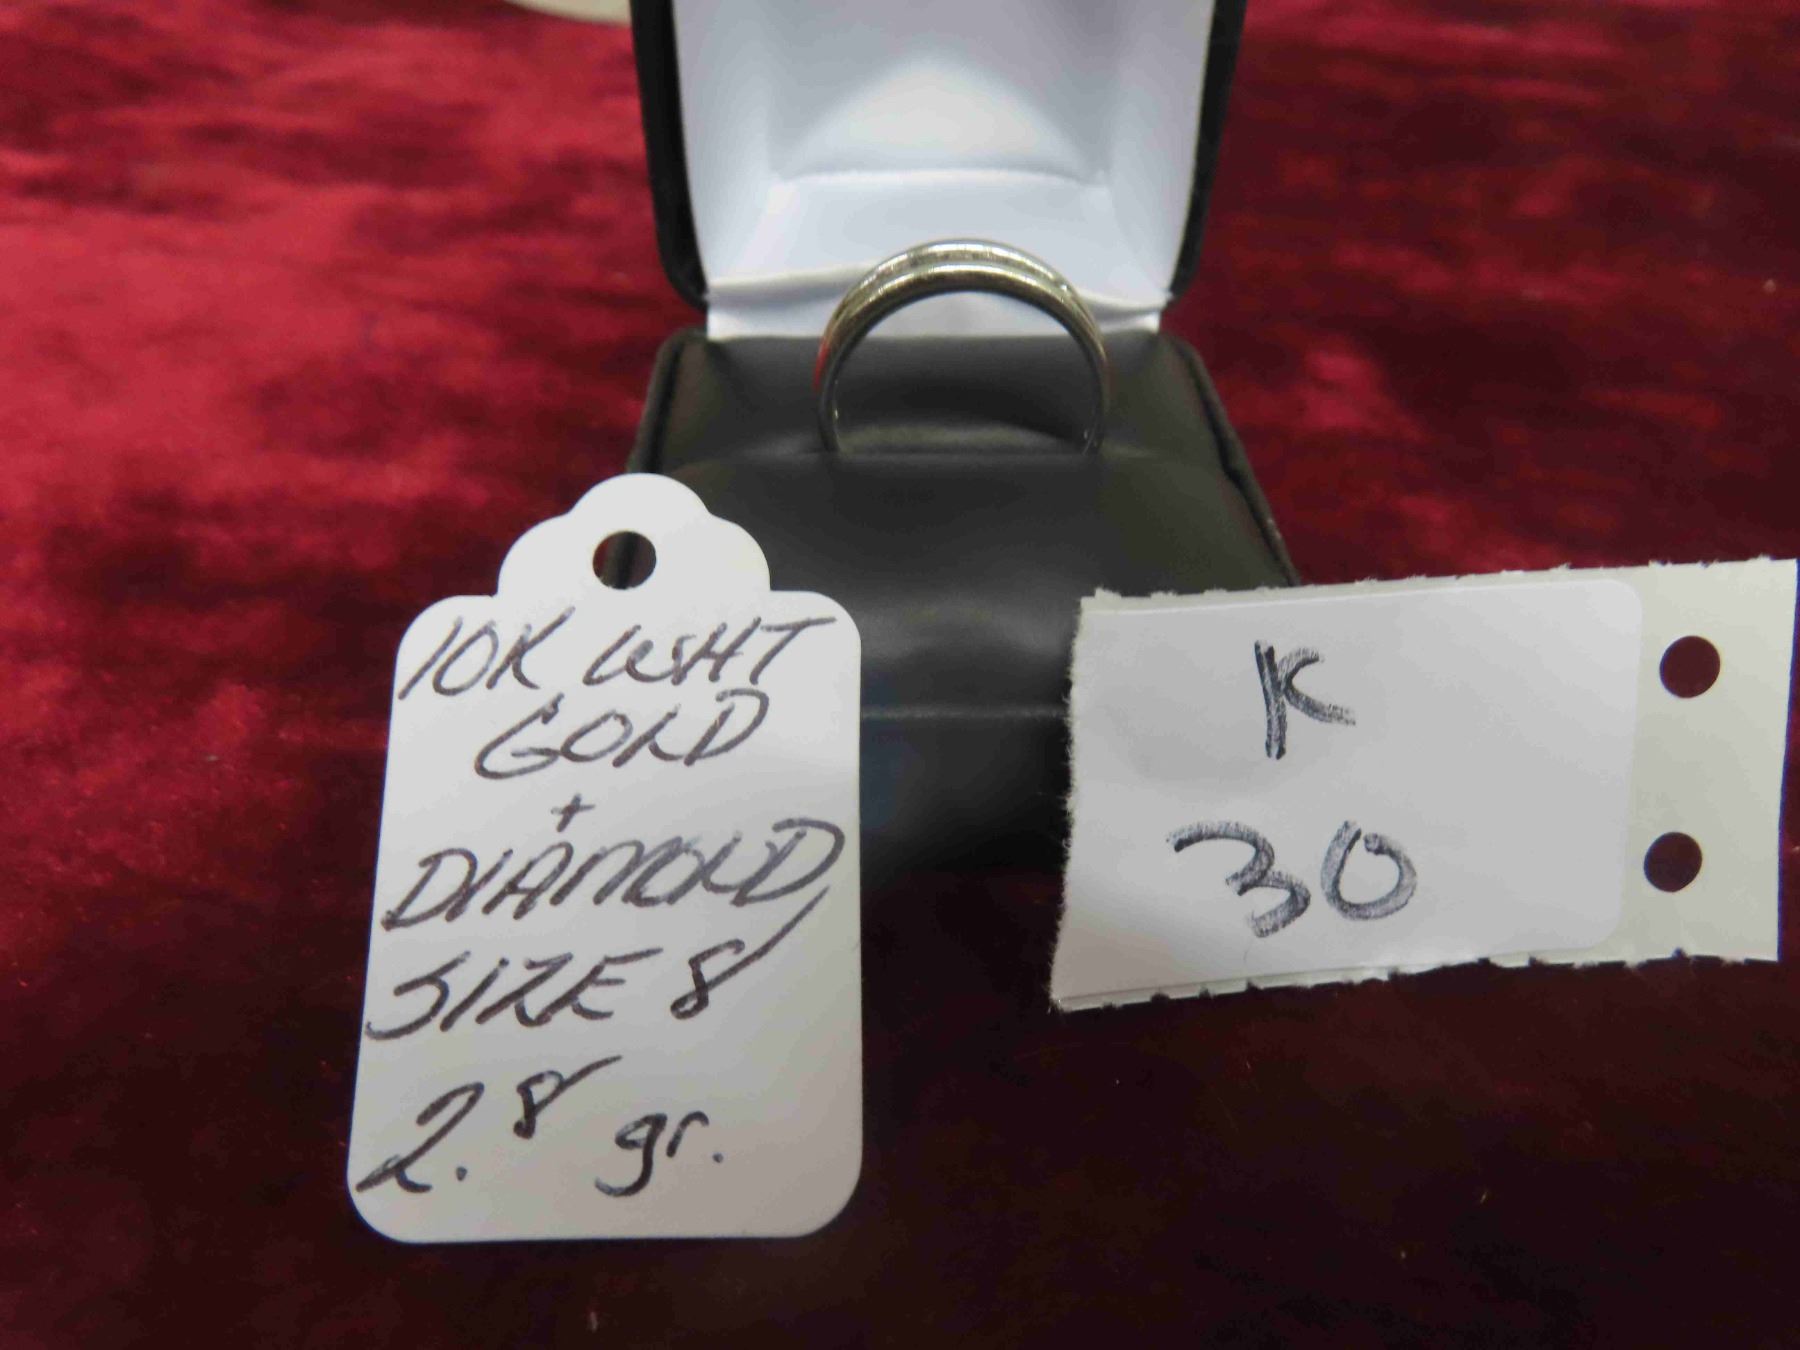 10K WHT
GOLD
+
DIAMOND
SIZE 8
2.8 gr.
K
30